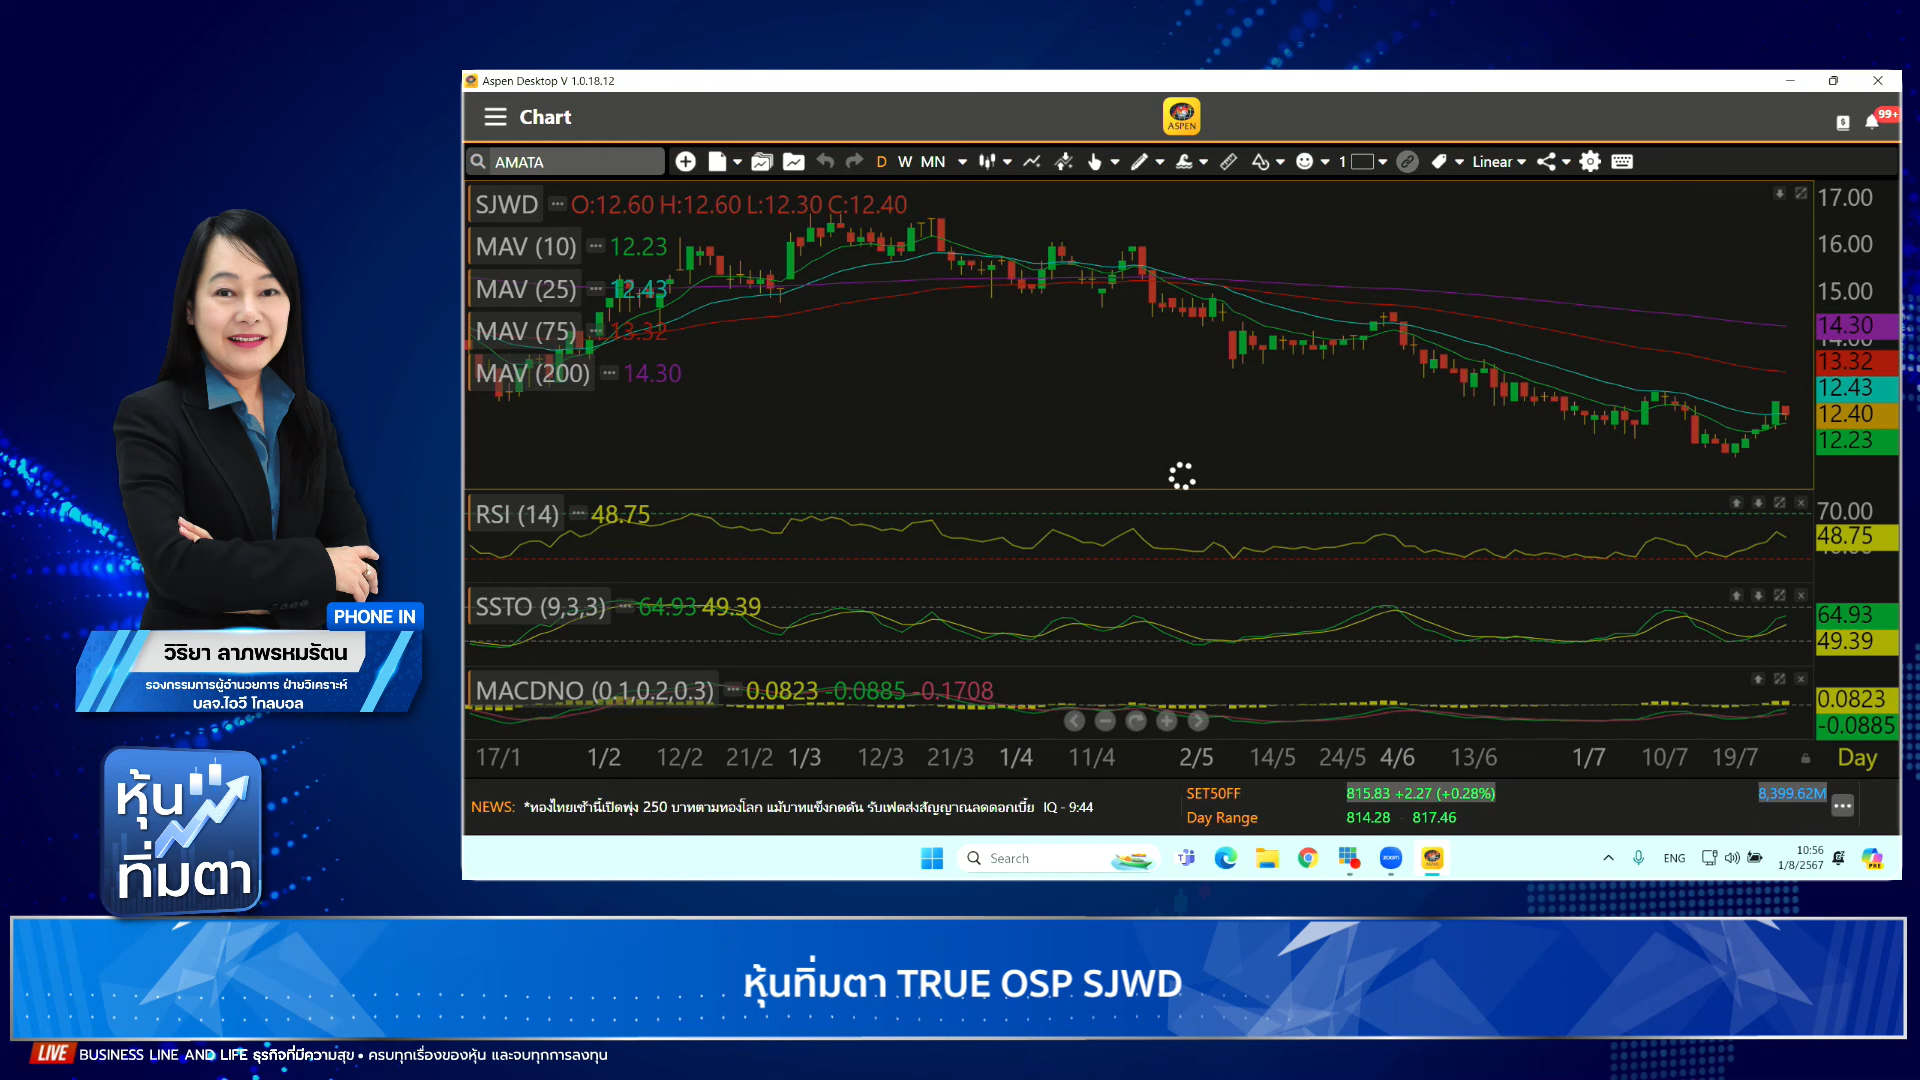 Aspen Desktop V 1.0.18.12
Chart
ASPEN
99+
AMATA
D W MN
1
Linear
SJWD O:12.60 H:12.60 L:12.30 C:12.40
MAV (10) 12.23
MAV (25) 12.43
MAV (75) 13.32
MAV (200) 14.30
17.00
16.00
15.00
14.30
14.00
13.32
12.43
12.40
12.23
RSI (14) 48.75
70.00
48.75
SSTO (9,3,3) 64.93 49.39
64.93
49.39
MACDNO (0.1,0.2,0.3) 0.0823 -0.0885 -0.1708
0.0823
-0.0885
17/1 1/2 12/2 21/2 1/3 12/3 21/3 1/4 11/4 2/5 14/5 24/5 4/6 13/6 1/7 10/7 19/7 Day
NEWS: *ทองไทยเช้านี้เปิดพุ่ง 250 บาทตามทองโลก แม้บาทแข็งกดดัน รับเฟดส่งสัญญาณลดดอกเบี้ย IQ - 9:44
SET50FF 815.83 +2.27 (+0.28%) 8,399.62M
Day Range 814.28 - 817.46
Search
zoom
ENG
10:56
1/8/2567
PRE
PHONE IN
วิริยา ลาภพรหมรัตน
รองกรรมการผู้อำนวยการ ฝ่ายวิเคราะห์
บลจ.ไอวี โกลบอล
หุ้น
ทิ่มตา
หุ้นทิ่มตา TRUE OSP SJWD
LIVE BUSINESS LINE AND LIFE ธุรกิจที่มีความสุข • ครบทุกเรื่องของหุ้น และจบทุกการลงทุน